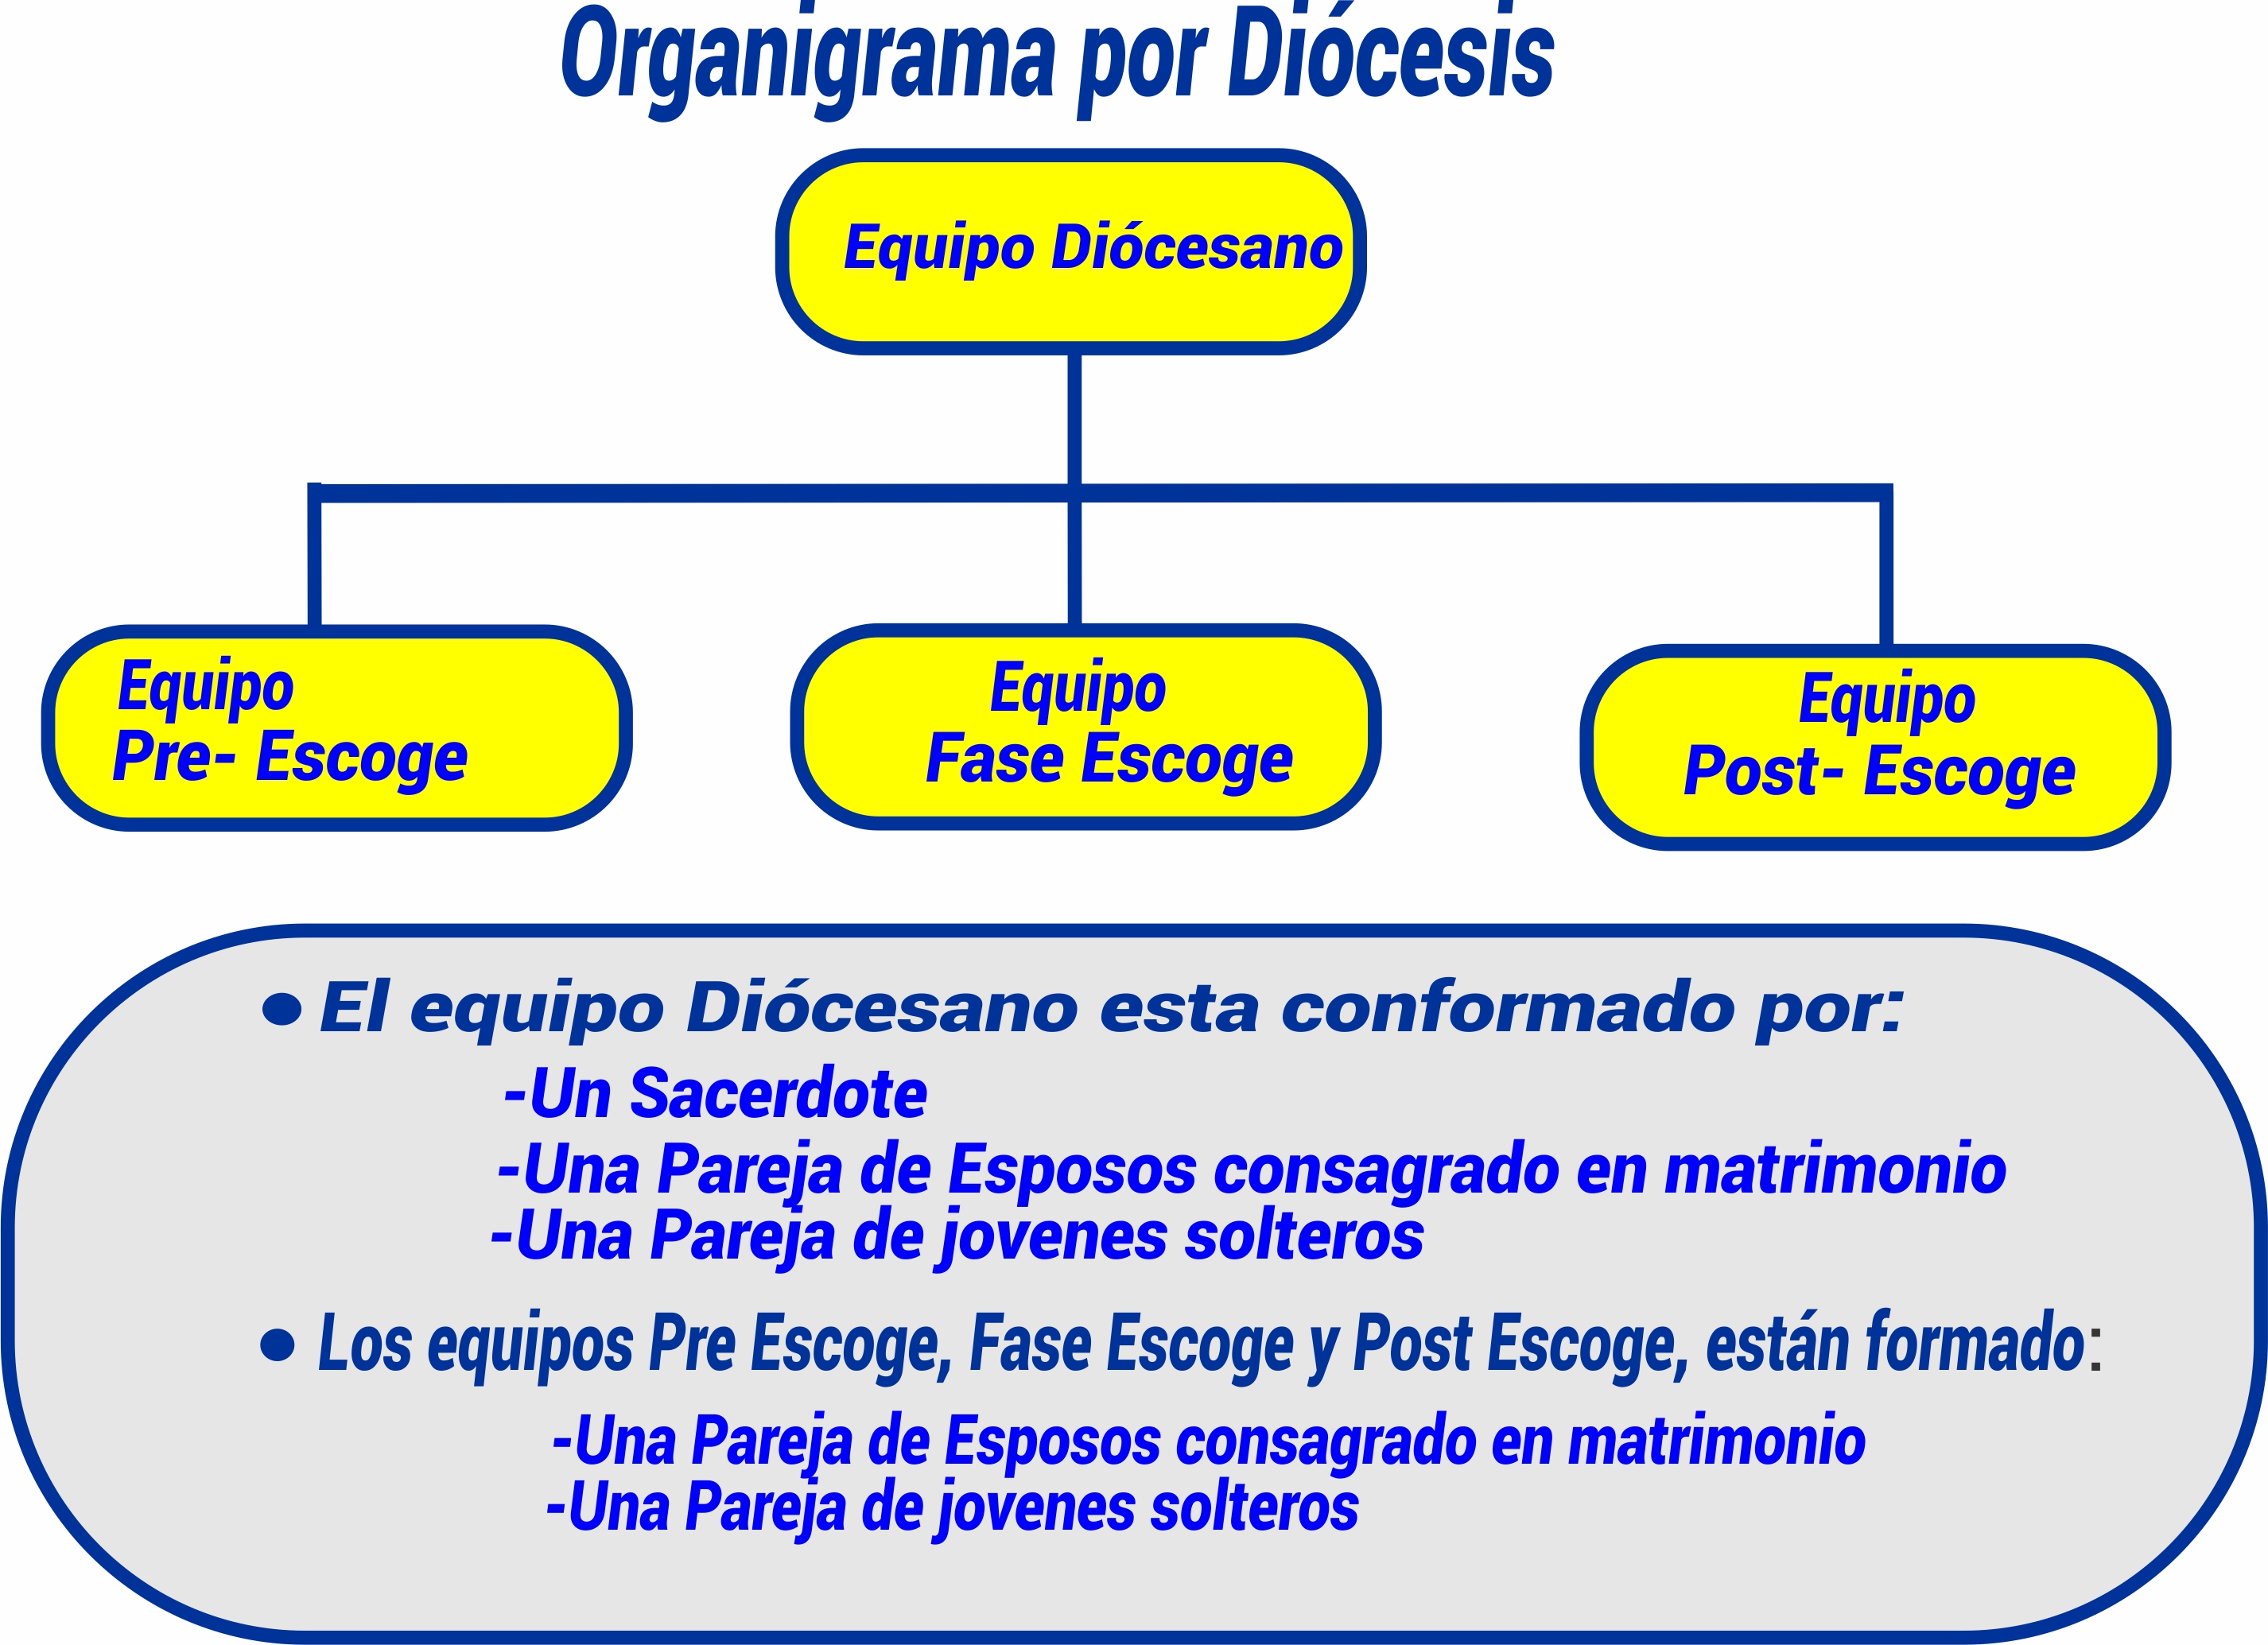 Organigrama por Diócesis
Equipo Diócesano
Equipo
Pre- Escoge
Equipo
Fase Escoge
Equipo
Post- Escoge
• El equipo Diócesano esta conformado por:
-Un Sacerdote
-Una Pareja de Esposos consagrado en matrimonio
-Una Pareja de jovenes solteros
• Los equipos Pre Escoge, Fase Escoge y Post Escoge, están formado:
-Una Pareja de Esposos consagrado en matrimonio
-Una Pareja de jovenes solteros